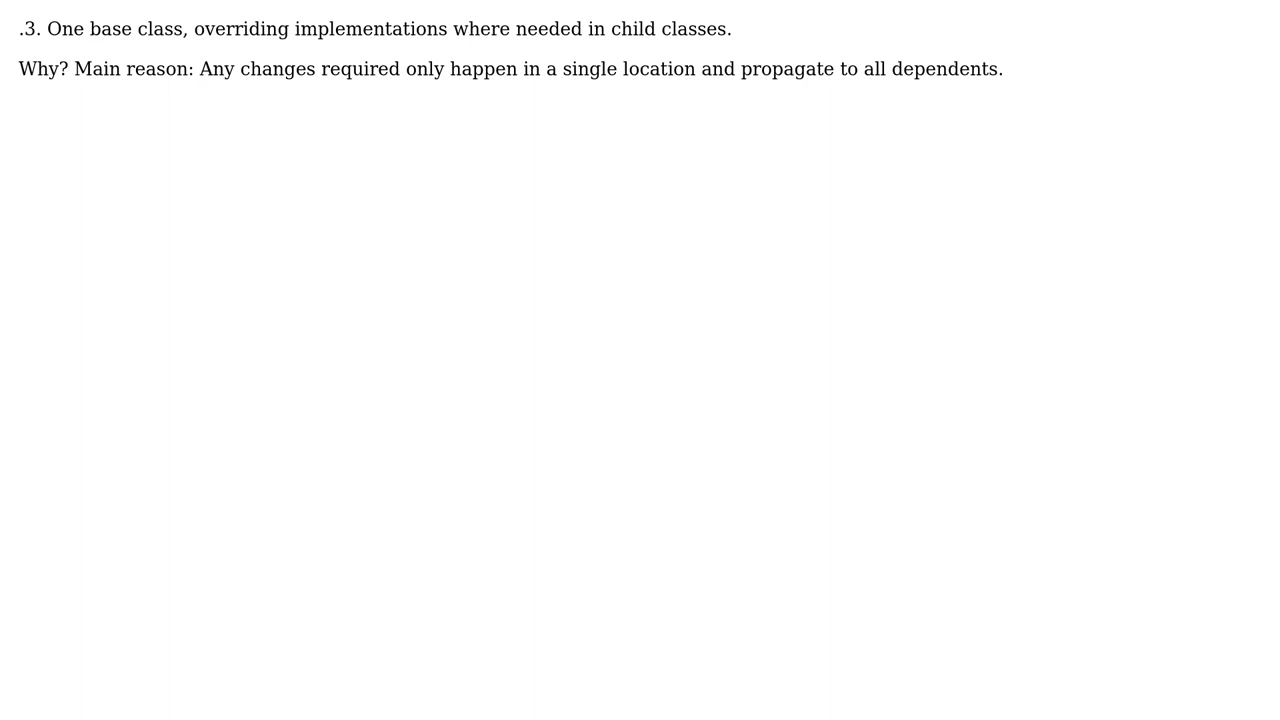 .3. One base class, overriding implementations where needed in child classes.
Why? Main reason: Any changes required only happen in a single location and propagate to all dependents.